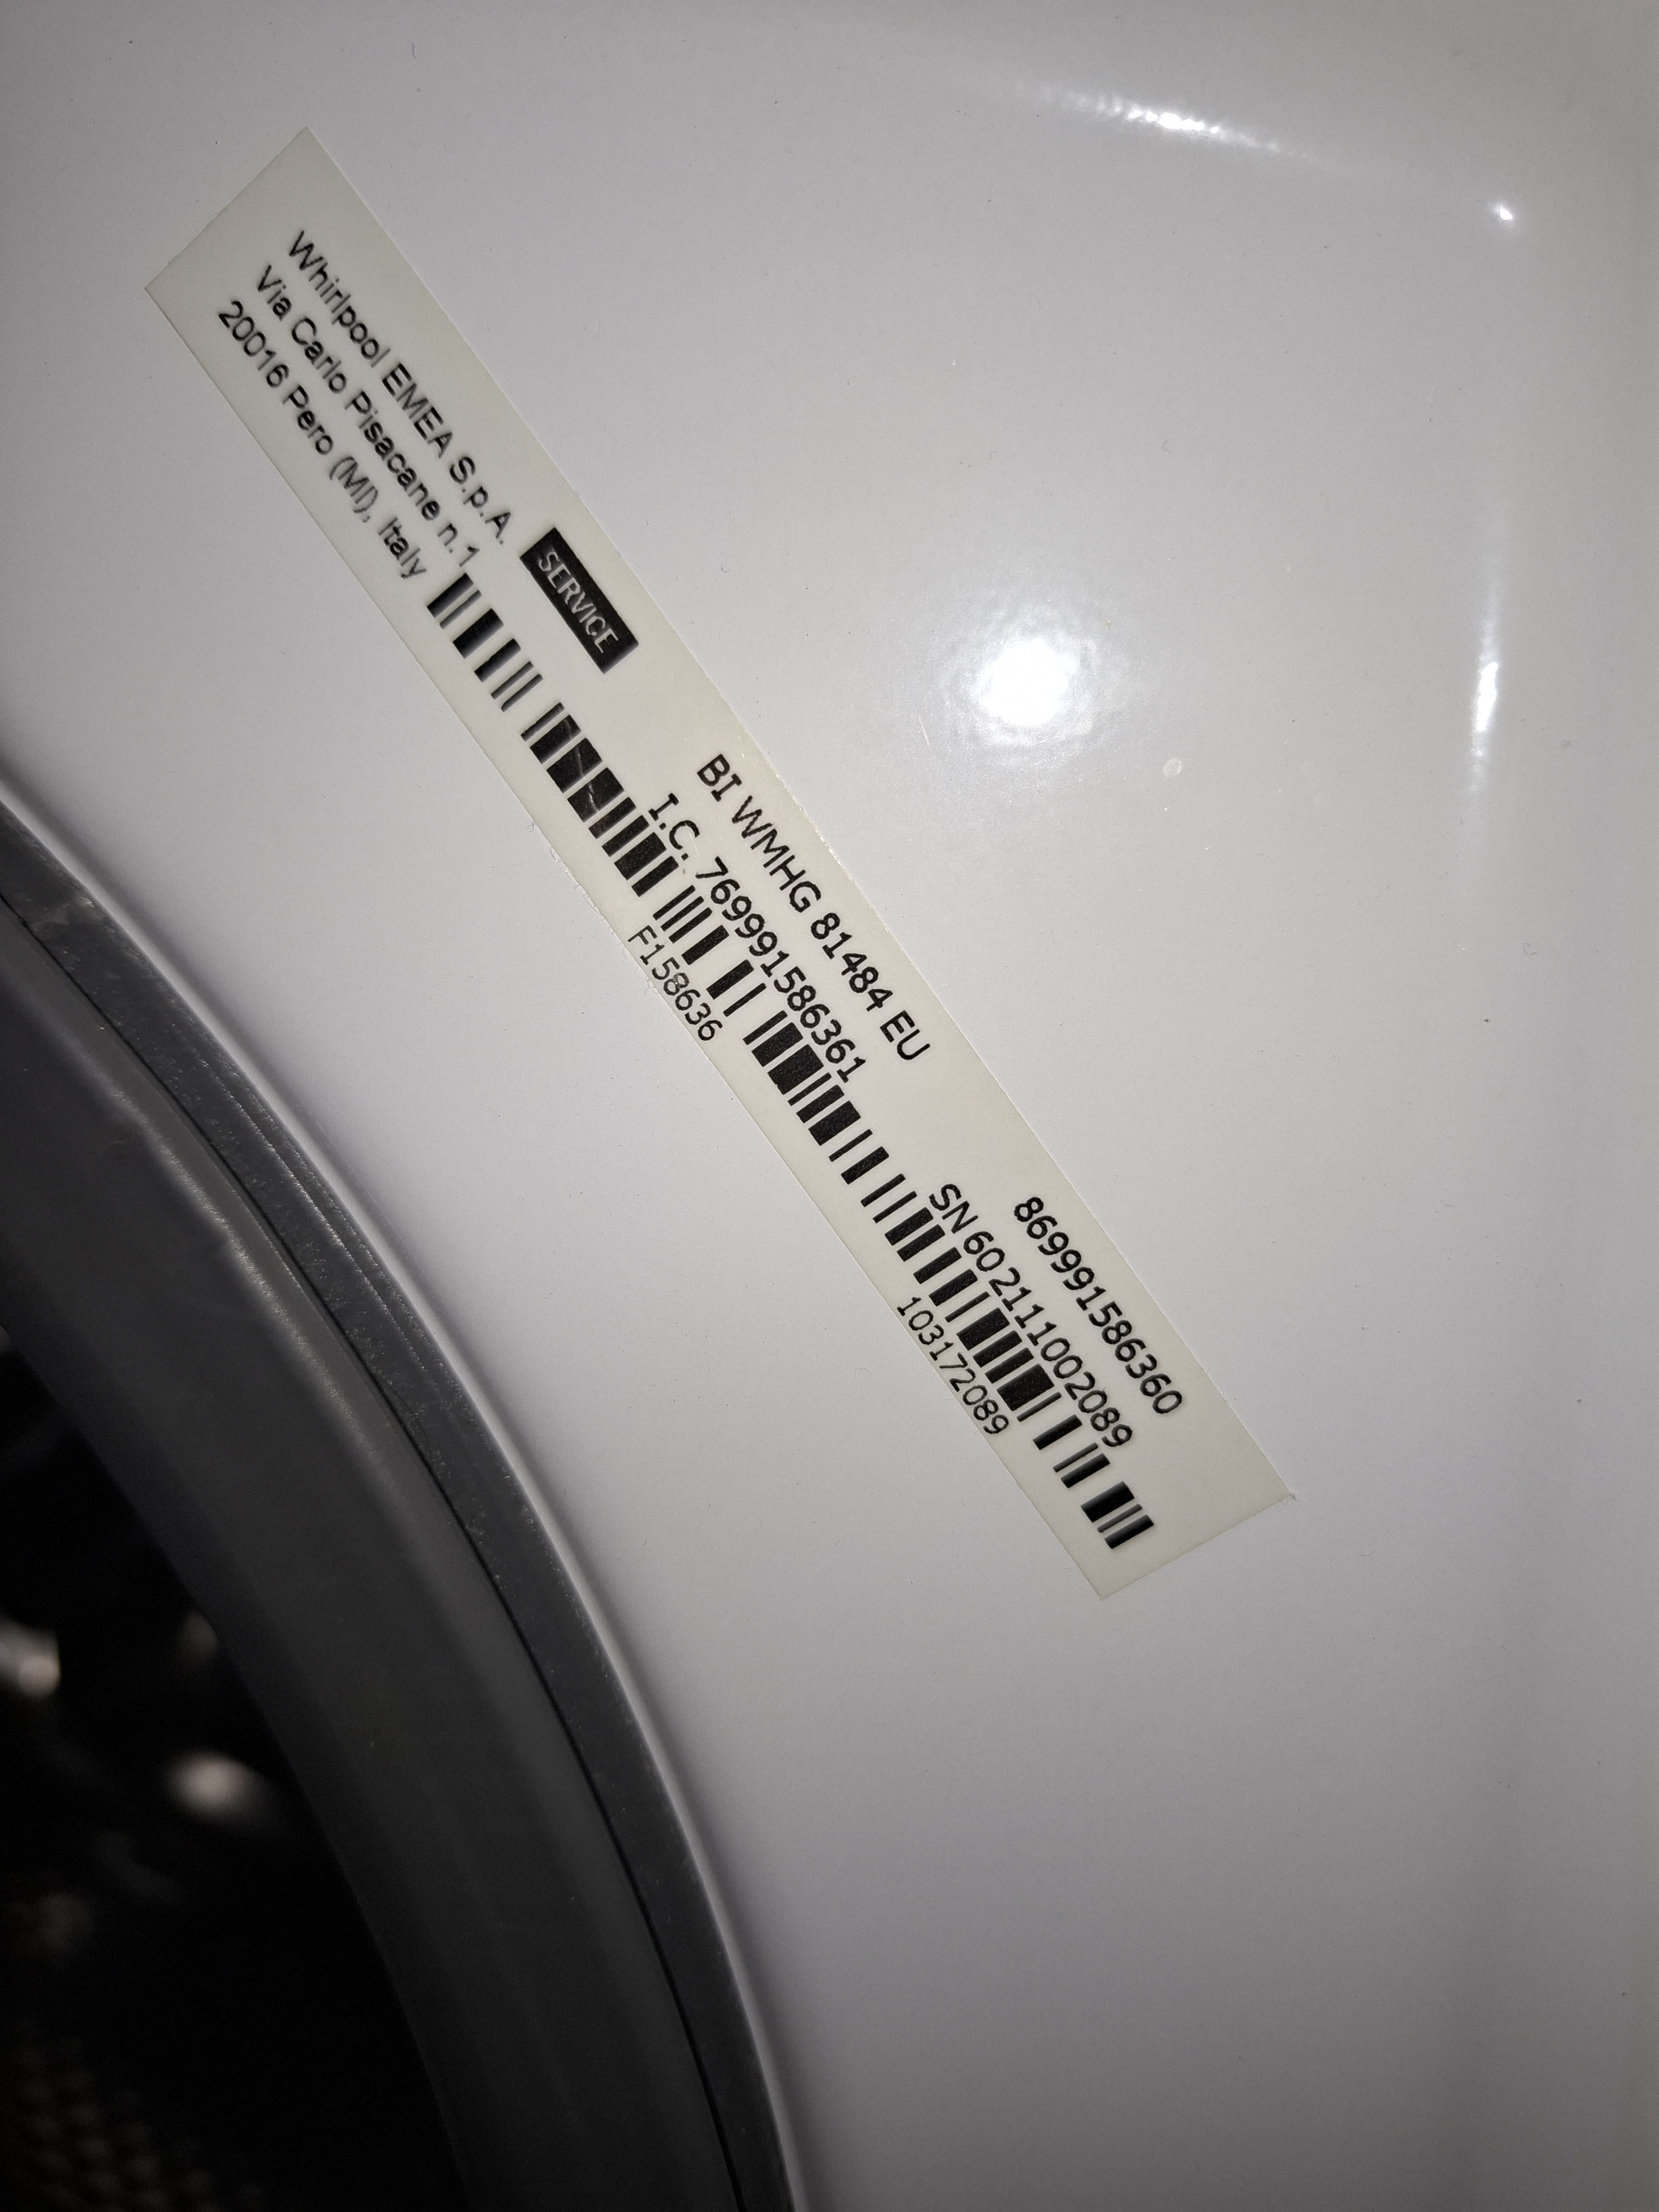 Whirlpool EMEA S.p.A.
Via Carlo Pisacane n.1
20016 Pero (MI), Italy
SERVICE
BI WMHG 81484 EU
I.C. 769991586361
F158636
869991586360
SN 602111002089
103172089